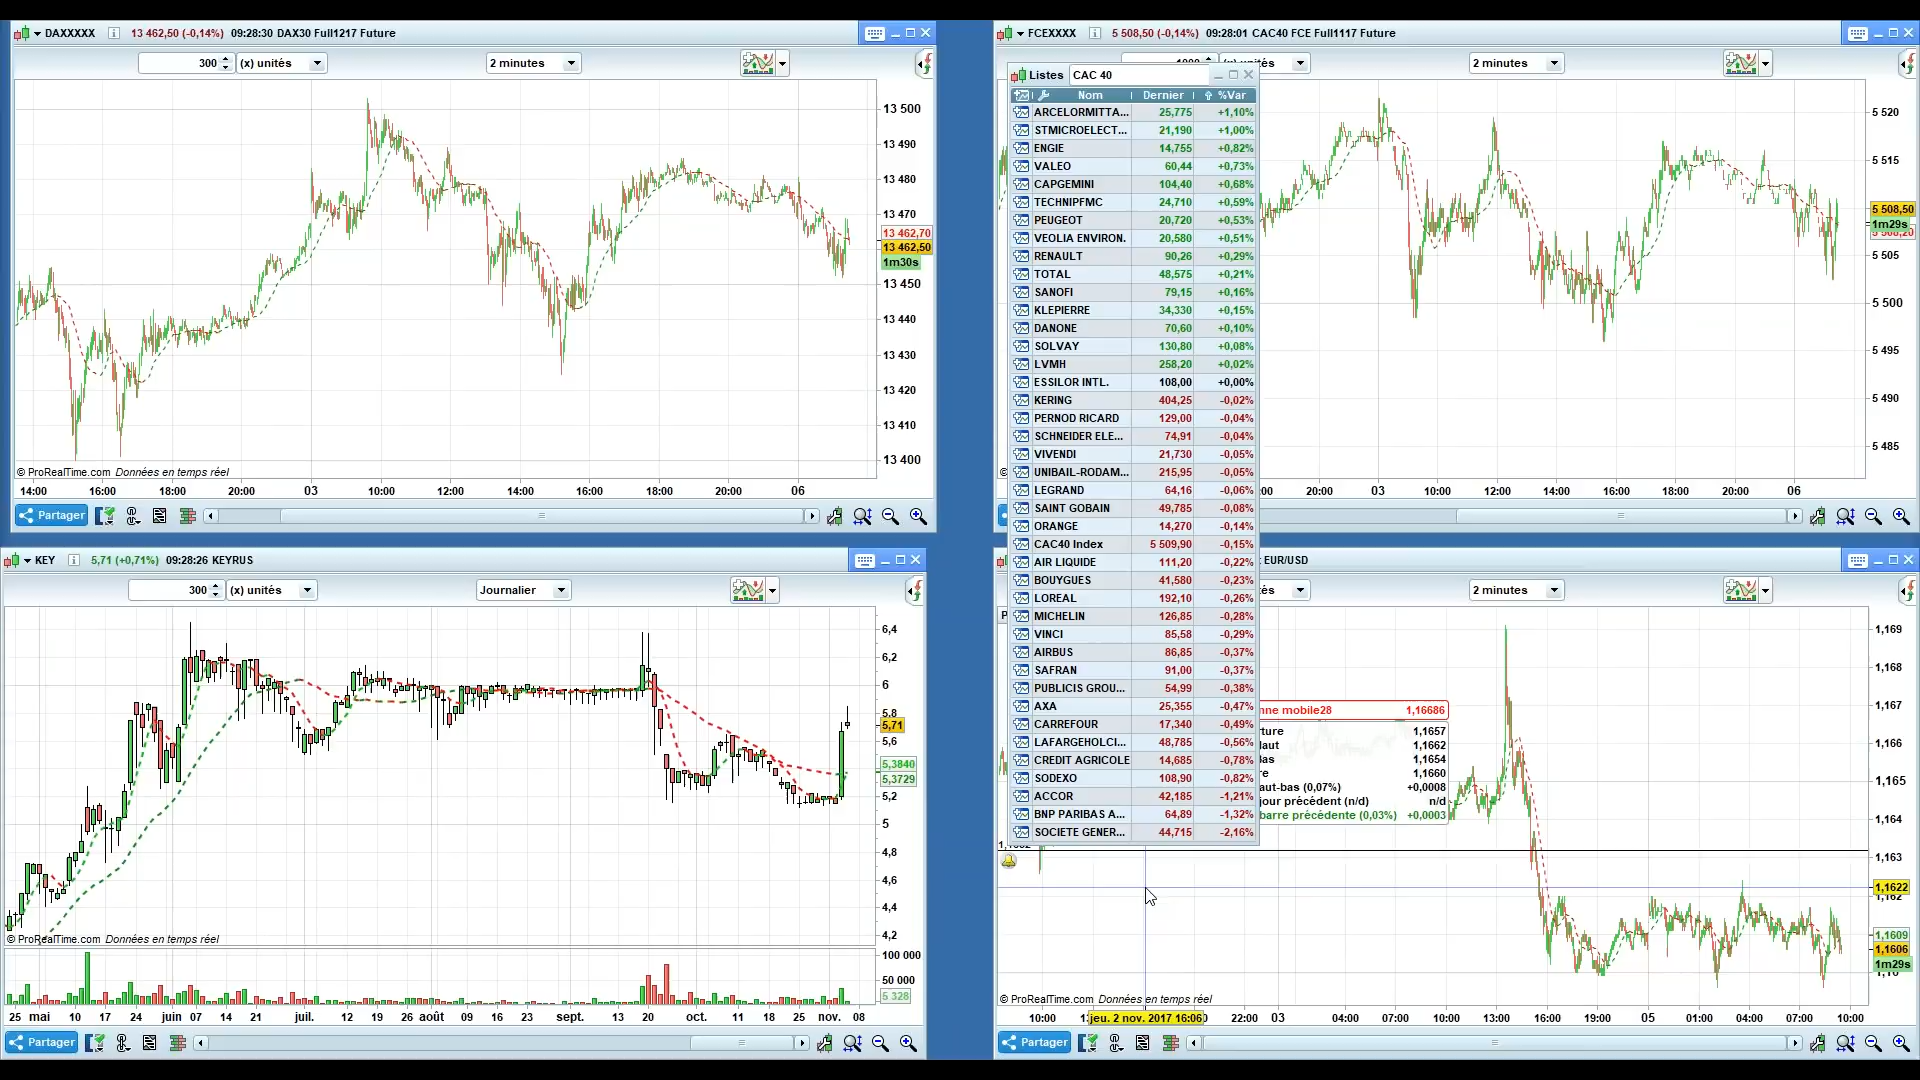 DAXXXXX 13 462,50 (-0,14%) 09:28:30 DAX30 Full1217 Future
300 (x) unités 2 minutes
13 500
13 490
13 480
13 470
13 462,70
13 462,50
1m30s
13 450
13 440
13 430
13 420
13 410
13 400
© ProRealTime.com Données en temps réel
14:00 16:00 18:00 20:00 03 10:00 12:00 14:00 16:00 18:00 20:00 06
Partager
FCEXXXX 5 508,50 (-0,14%) 09:28:01 CAC40 FCE Full1117 Future
2 minutes
5 520
5 515
5 508,50
1m29s
5 505
5 500
5 495
5 490
5 485
20:00 03 10:00 12:00 14:00 16:00 18:00 20:00 06
Listes CAC 40
Nom Dernier %Var
ARCELORMITTA... 25,775 +1,10%
STMICROELECT... 21,190 +1,00%
ENGIE 14,755 +0,82%
VALEO 60,44 +0,73%
CAPGEMINI 104,40 +0,68%
TECHNIPFMC 24,710 +0,59%
PEUGEOT 20,720 +0,53%
VEOLIA ENVIRON. 20,580 +0,51%
RENAULT 90,26 +0,29%
TOTAL 48,575 +0,21%
SANOFI 79,15 +0,16%
KLEPIERRE 34,330 +0,15%
DANONE 70,60 +0,10%
SOLVAY 130,80 +0,08%
LVMH 258,20 +0,02%
ESSILOR INTL. 108,00 +0,00%
KERING 404,25 -0,02%
PERNOD RICARD 129,00 -0,04%
SCHNEIDER ELE... 74,91 -0,04%
VIVENDI 21,730 -0,05%
UNIBAIL-RODAM... 215,95 -0,05%
LEGRAND 64,16 -0,06%
SAINT GOBAIN 49,785 -0,08%
ORANGE 14,270 -0,14%
CAC40 Index 5 509,90 -0,15%
AIR LIQUIDE 111,20 -0,22%
BOUYGUES 41,580 -0,23%
LOREAL 192,10 -0,26%
MICHELIN 126,85 -0,28%
VINCI 85,58 -0,29%
AIRBUS 86,85 -0,37%
SAFRAN 91,00 -0,37%
PUBLICIS GROU... 54,99 -0,38%
AXA 25,355 -0,47%
CARREFOUR 17,340 -0,49%
LAFARGEHOLCI... 48,785 -0,56%
CREDIT AGRICOLE 14,685 -0,78%
SODEXO 108,90 -0,82%
ACCOR 42,185 -1,21%
BNP PARIBAS A... 64,89 -1,32%
SOCIETE GENER... 44,715 -2,16%
KEY 5,71 (+0,71%) 09:28:26 KEYRUS
300 (x) unités Journalier
6,4
6,2
6
5,8
5,71
5,6
5,3840
5,3729
5,2
5
4,8
4,6
4,4
4,2
© ProRealTime.com Données en temps réel
100 000
50 000
5 328
25 mai 10 17 24 juin 07 14 21 juil. 12 19 26 août 09 16 23 sept. 13 20 oct. 11 18 25 nov. 08
Partager
EUR/USD
2 minutes
1,169
1,168
1,167
1,166
1,165
1,164
1,163
1,1622
1,162
1,1609
1,1606
1m29s
nne mobile28 1,16686
rture 1,1657
aut 1,1662
as 1,1654
re 1,1660
aut-bas (0,07%) +0,0008
jour précédent (n/d) n/d
barre précédente (0,03%) +0,0003
© ProRealTime.com Données en temps réel
10:00 jeu. 2 nov. 2017 16:06 22:00 03 04:00 07:00 10:00 13:00 16:00 19:00 05 01:00 04:00 07:00 10:00
Partager